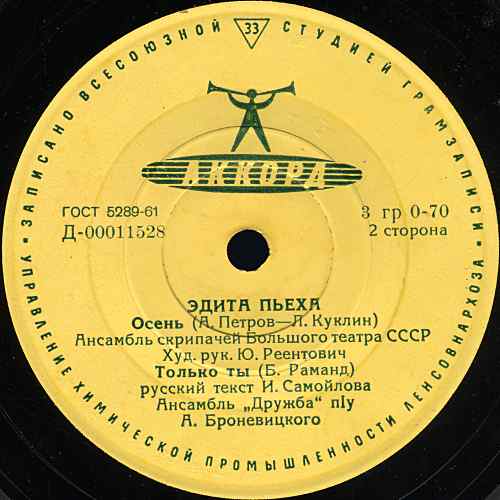 ЗАПИСАНО ВСЕСОЮЗНОЙ СТУДИЕЙ ГРАМЗАПИСИ
33
АККОРД
ГОСТ 5289-61
Д-00011528
3 гр 0-70
2 сторона
ЭДИТА ПЬЕХА
Осень (А. Петров—Л. Куклин)
Ансамбль скрипачей Большого театра СССР
Худ. рук. Ю. Реентович
Только ты (Б. Раманд)
русский текст И. Самойлова
Ансамбль „Дружба" п/у
А. Броневицкого
УПРАВЛЕНИЕ ХИМИЧЕСКОЙ ПРОМЫШЛЕННОСТИ ЛЕНСОВНАРХОЗА